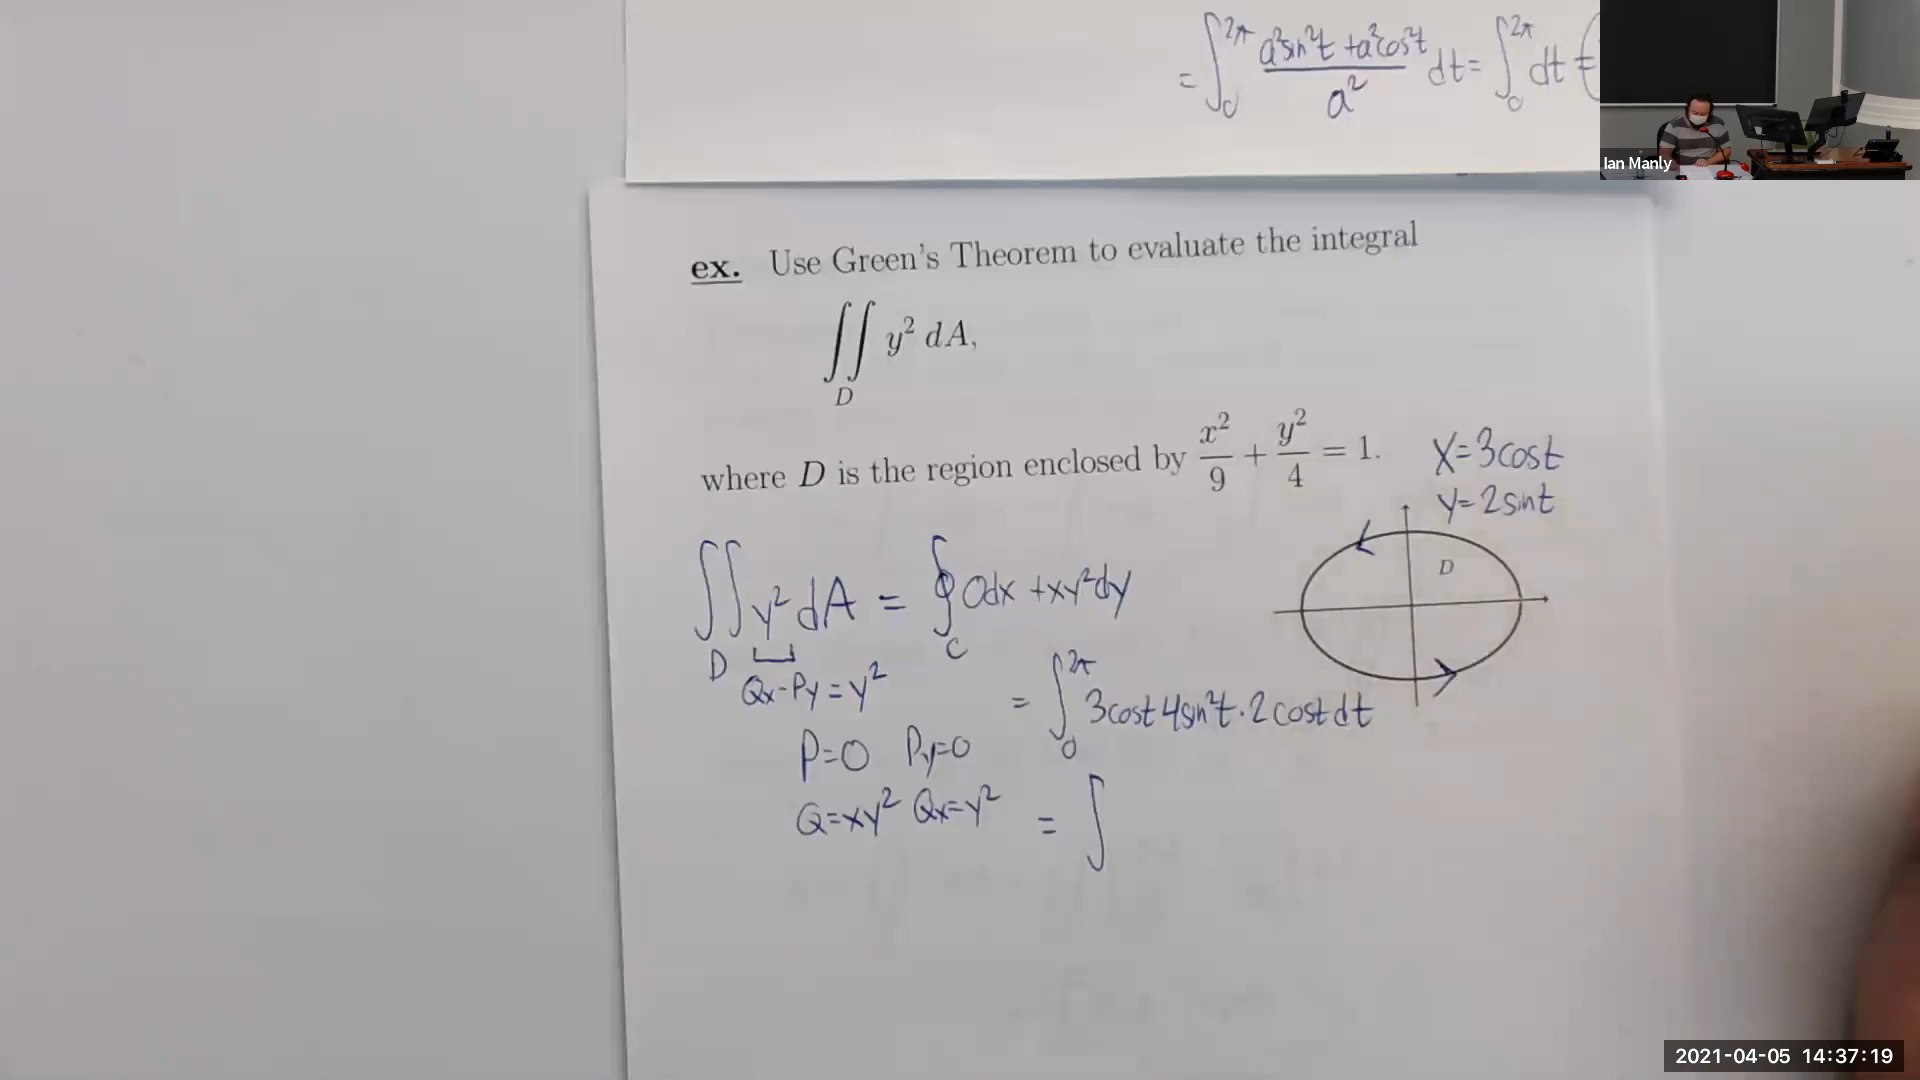 = ∫₀^2π (a²sin²t + a²cos²t)/a² dt = ∫₀^2π dt =
Ian Manly
ex. Use Green's Theorem to evaluate the integral
∬_D y² dA,
where D is the region enclosed by x²/9 + y²/4 = 1.
x=3cost
y=2sint
D
∬_D y² dA = ∮_C 0dx + xy²dy
Qx-Py = y²
= ∫₀^2π 3cost 4sin²t · 2cost dt
P=0 Py=0
Q=xy² Qx=y²
= ∫
2021-04-05 14:37:19